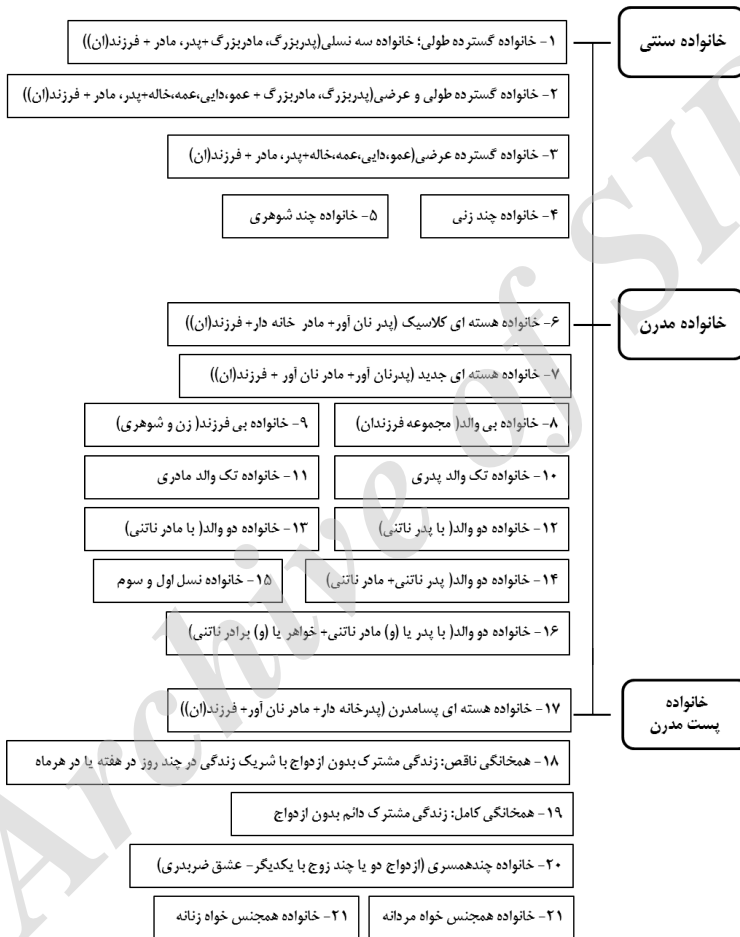 خانواده سنتی
۱- خانواده گسترده طولی؛ خانواده سه نسلی(پدربزرگ، مادربزرگ +پدر، مادر + فرزند(ان))
۲- خانواده گسترده طولی و عرضی(پدربزرگ، مادربزرگ + عمو،دایی،عمه،خاله+پدر، مادر + فرزند(ان))
۳- خانواده گسترده عرضی(عمو،دایی،عمه،خاله+پدر، مادر + فرزند(ان)
۴- خانواده چند زنی
۵- خانواده چند شوهری
خانواده مدرن
۶- خانواده هسته ای کلاسیک (پدر نان آور+ مادر خانه دار+ فرزند(ان))
۷- خانواده هسته ای جدید (پدرنان آور+ مادر نان آور + فرزند(ان))
۸- خانواده بی والد( مجموعه فرزندان)
۹- خانواده بی فرزند( زن و شوهری)
۱۰- خانواده تک والد پدری
۱۱- خانواده تک والد مادری
۱۲- خانواده دو والد( با پدر ناتنی)
۱۳- خانواده دو والد( با مادر ناتنی)
۱۴- خانواده دو والد( پدر ناتنی+ مادر ناتنی)
۱۵- خانواده نسل اول و سوم
۱۶- خانواده دو والد( با پدر یا (و) مادر ناتنی+ خواهر یا (و) برادر ناتنی)
خانواده
پست مدرن
۱۷- خانواده هسته ای پسامدرن (پدرخانه دار+ مادر نان آور+ فرزند(ان))
۱۸- همخانگی ناقص: زندگی مشترک بدون ازدواج با شریک زندگی در چند روز در هفته یا در هرماه
۱۹- همخانگی کامل: زندگی مشترک دائم بدون ازدواج
۲۰- خانواده چندهمسری (ازدواج دو یا چند زوج با یکدیگر- عشق ضربدری)
۲۱- خانواده همجنس خواه مردانه
۲۱- خانواده همجنس خواه زنانه
Archive of SID